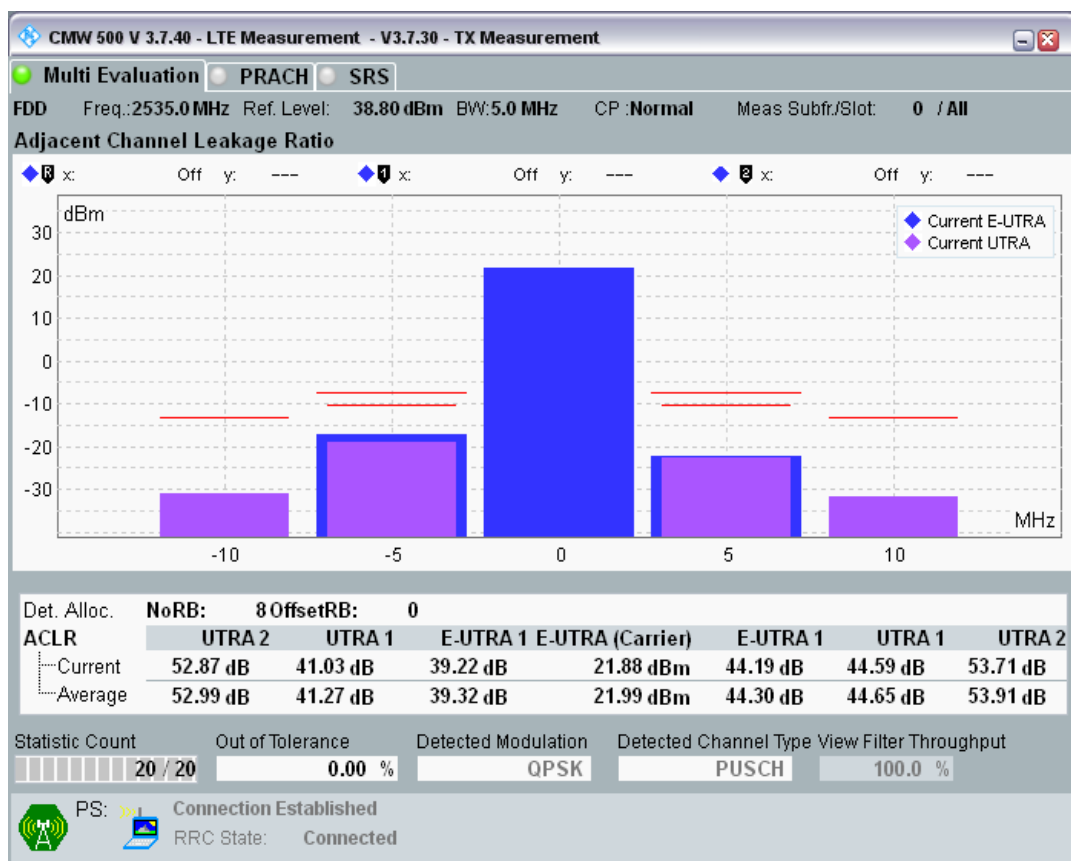 CMW 500 V 3.7.40 - LTE Measurement - V3.7.30 - TX Measurement
Multi Evaluation PRACH SRS
FDD Freq.:2535.0 MHz Ref. Level: 38.80 dBm BW:5.0 MHz CP :Normal Meas Subfr./Slot: 0 / All
Adjacent Channel Leakage Ratio
R x: Off y: --- 1 x: Off y: --- 2 x: Off y: ---
dBm
Current E-UTRA
Current UTRA
30
20
10
0
-10
-20
-30
MHz
-10 -5 0 5 10
Det. Alloc. NoRB: 8 OffsetRB: 0
ACLR UTRA 2 UTRA 1 E-UTRA 1 E-UTRA (Carrier) E-UTRA 1 UTRA 1 UTRA 2
Current 52.87 dB 41.03 dB 39.22 dB 21.88 dBm 44.19 dB 44.59 dB 53.71 dB
Average 52.99 dB 41.27 dB 39.32 dB 21.99 dBm 44.30 dB 44.65 dB 53.91 dB
Statistic Count Out of Tolerance Detected Modulation Detected Channel Type View Filter Throughput
20 / 20 0.00 % QPSK PUSCH 100.0 %
PS: Connection Established
RRC State: Connected